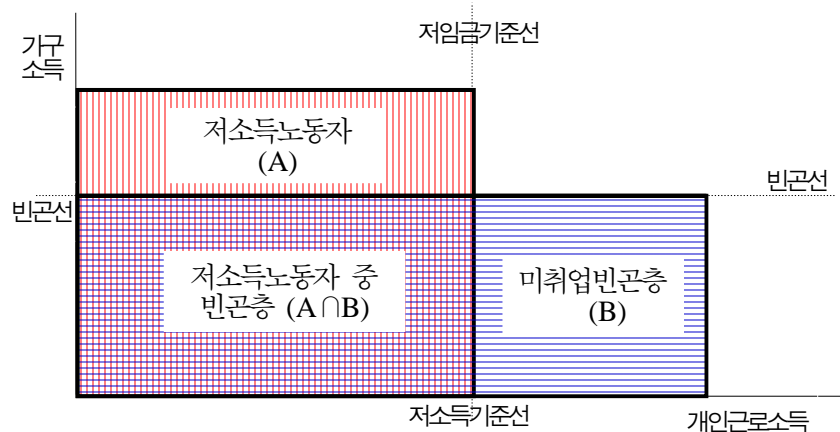 가구
소득
저임금기준선
저소득노동자
(A)
빈곤선
빈곤선
저소득노동자 중
빈곤층 (A∩B)
미취업빈곤층
(B)
저소득기준선
개인근로소득